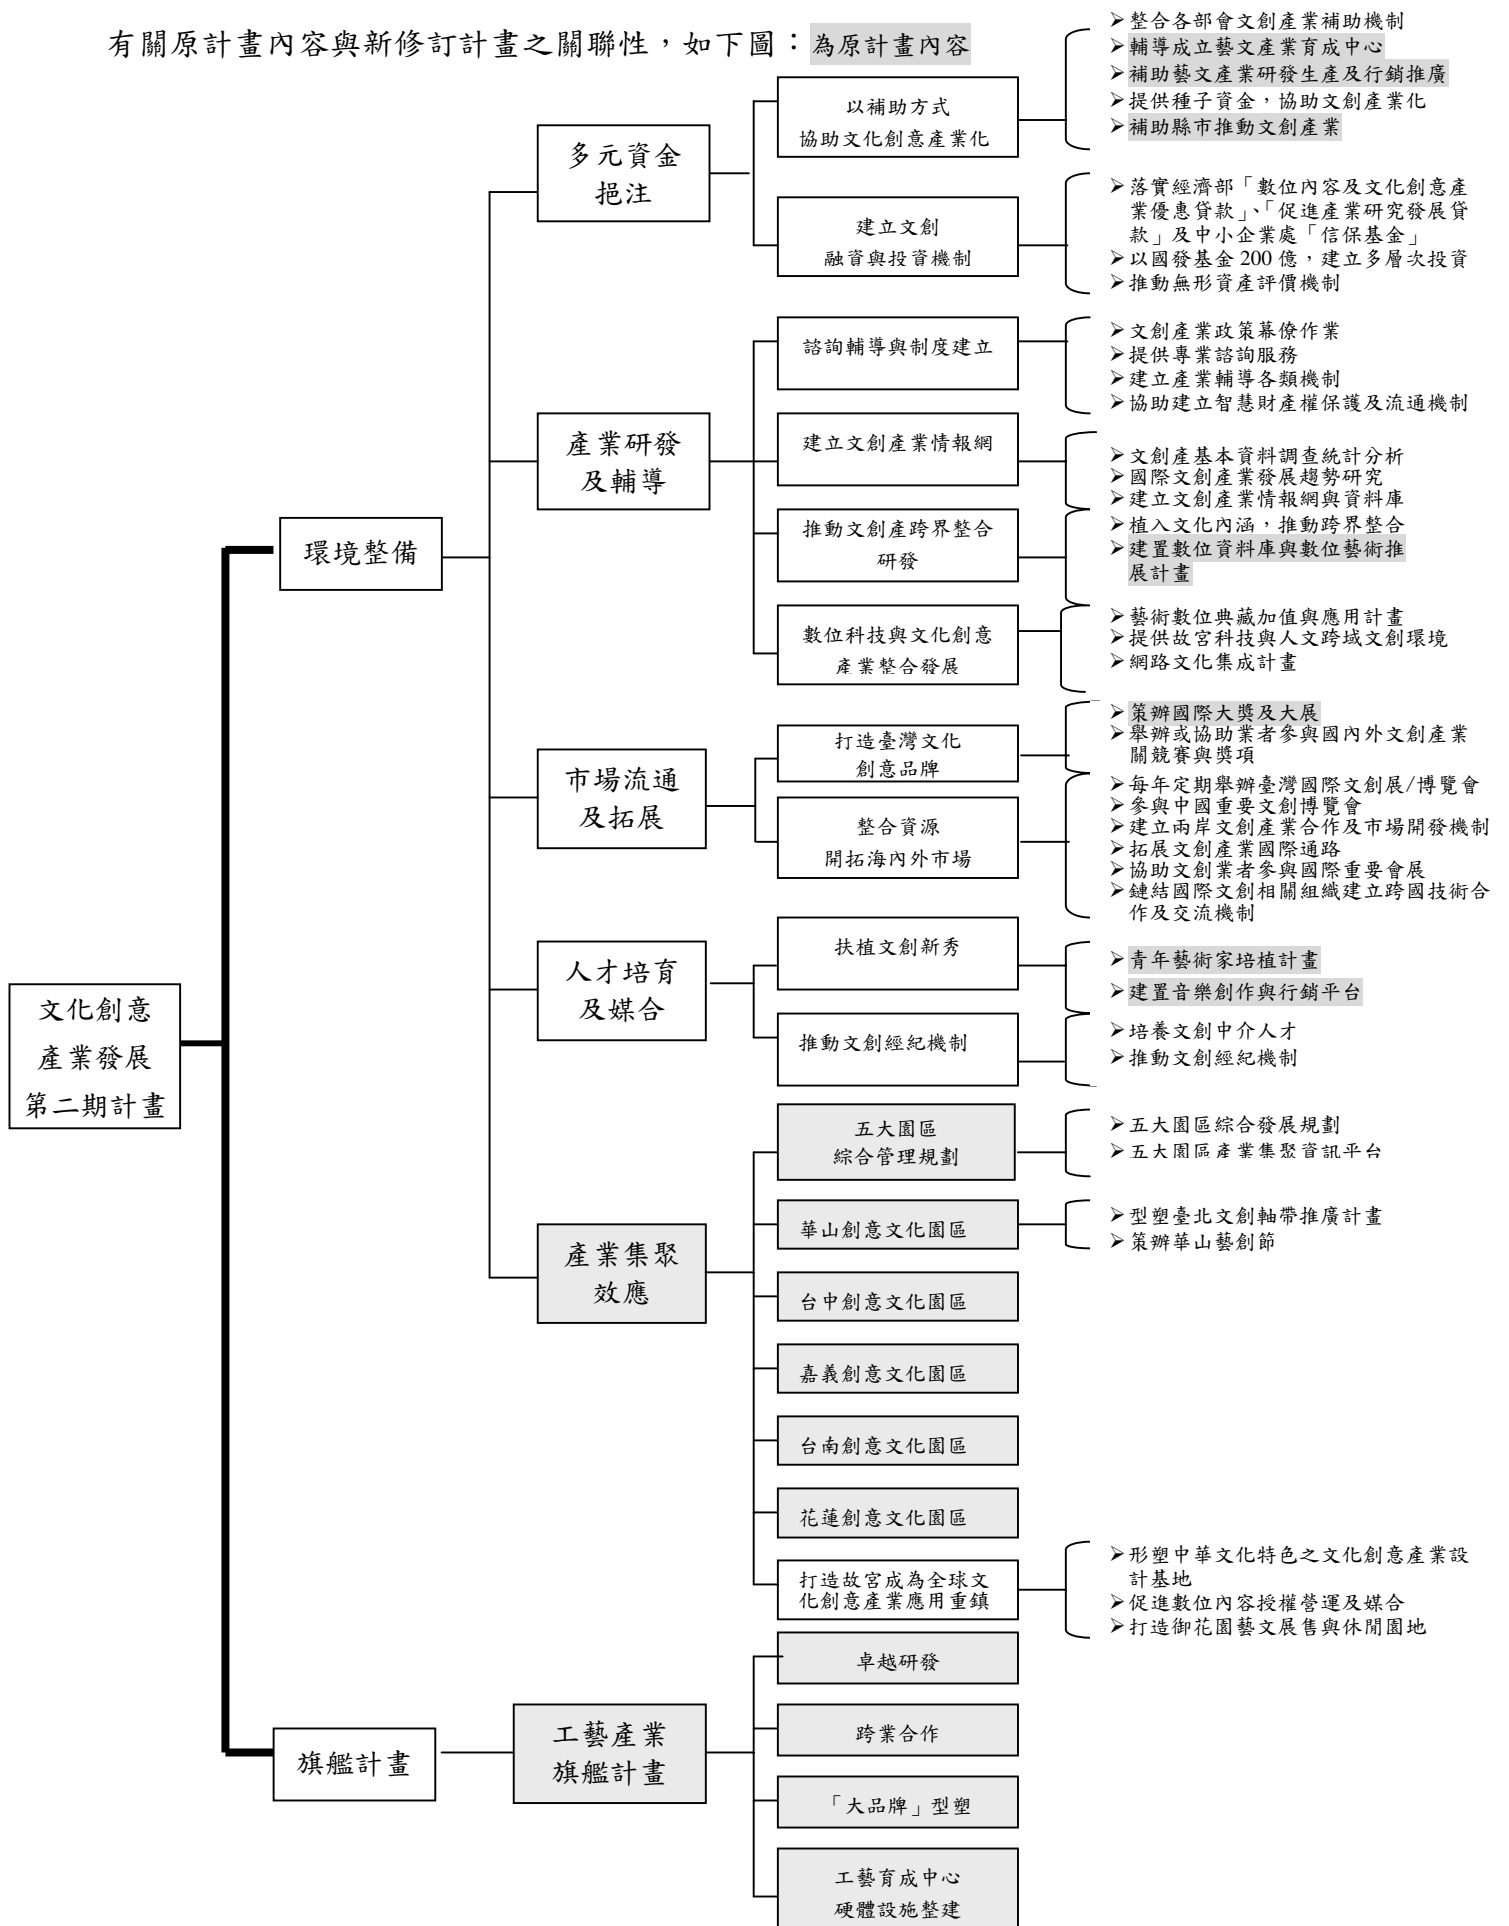 有關原計畫內容與新修訂計畫之關聯性，如下圖：為原計畫內容
文化創意
產業發展
第二期計畫
環境整備
多元資金
挹注
以補助方式
協助文化創意產業化
➢整合各部會文創產業補助機制
➢輔導成立藝文產業育成中心
➢補助藝文產業研發生產及行銷推廣
➢提供種子資金，協助文創產業化
➢補助縣市推動文創產業
建立文創
融資與投資機制
➢落實經濟部「數位內容及文化創意產
業優惠貸款」、「促進產業研究發展貸
款」及中小企業處「信保基金」
➢以國發基金 200 億，建立多層次投資
➢推動無形資產評價機制
產業研發
及輔導
諮詢輔導與制度建立
➢文創產業政策幕僚作業
➢提供專業諮詢服務
➢建立產業輔導各類機制
➢協助建立智慧財產權保護及流通機制
建立文創產業情報網
➢文創產基本資料調查統計分析
➢國際文創產業發展趨勢研究
➢建立文創產業情報網與資料庫
推動文創產跨界整合
研發
➢植入文化內涵，推動跨界整合
➢建置數位資料庫與數位藝術推
展計畫
數位科技與文化創意
產業整合發展
➢藝術數位典藏加值與應用計畫
➢提供故宮科技與人文跨域文創環境
➢網路文化集成計畫
市場流通
及拓展
打造臺灣文化
創意品牌
➢策辦國際大獎及大展
➢舉辦或協助業者參與國內外文創產業
關競賽與獎項
整合資源
開拓海內外市場
➢每年定期舉辦臺灣國際文創展/博覽會
➢參與中國重要文創博覽會
➢建立兩岸文創產業合作及市場開發機制
➢拓展文創產業國際通路
➢協助文創業者參與國際重要會展
➢鏈結國際文創相關組織建立跨國技術合
作及交流機制
人才培育
及媒合
扶植文創新秀
➢青年藝術家培植計畫
➢建置音樂創作與行銷平台
推動文創經紀機制
➢培養文創中介人才
➢推動文創經紀機制
產業集聚
效應
五大園區
綜合管理規劃
➢五大園區綜合發展規劃
➢五大園區產業集聚資訊平台
華山創意文化園區
➢型塑臺北文創軸帶推廣計畫
➢策辦華山藝創節
台中創意文化園區
嘉義創意文化園區
台南創意文化園區
花蓮創意文化園區
打造故宮成為全球文
化創意產業應用重鎮
➢形塑中華文化特色之文化創意產業設
計基地
➢促進數位內容授權營運及媒合
➢打造御花園藝文展售與休閒園地
旗艦計畫
工藝產業
旗艦計畫
卓越研發
跨業合作
「大品牌」型塑
工藝育成中心
硬體設施整建